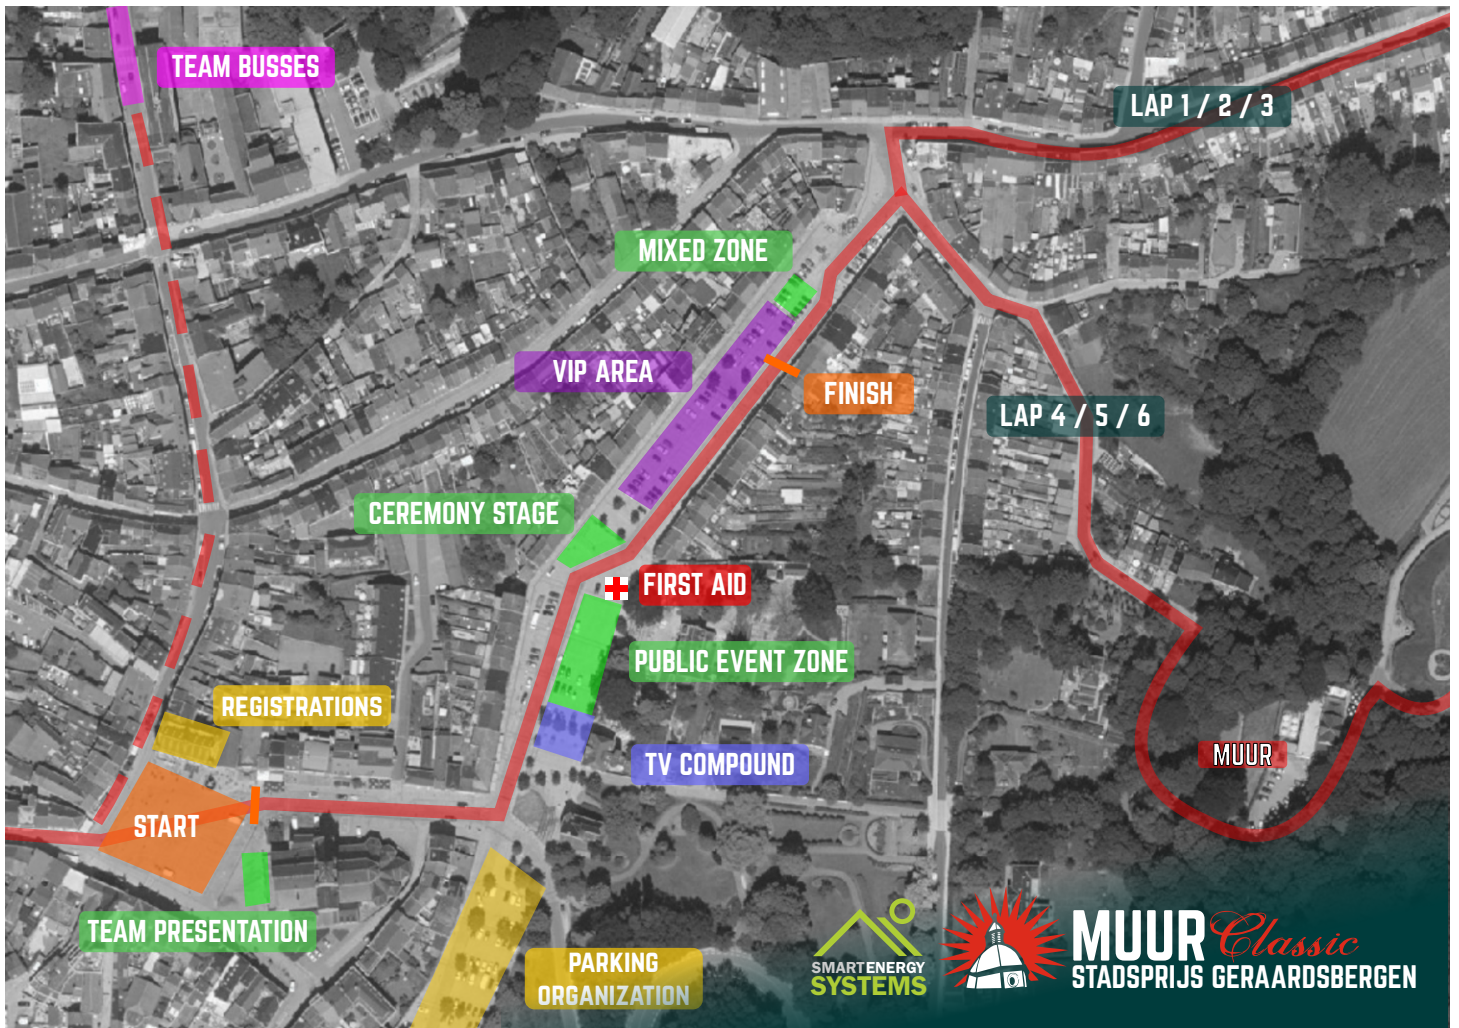 TEAM BUSSES
LAP 1 / 2 / 3
MIXED ZONE
VIP AREA
FINISH
LAP 4 / 5 / 6
CEREMONY STAGE
FIRST AID
PUBLIC EVENT ZONE
REGISTRATIONS
TV COMPOUND
MUUR
START
TEAM PRESENTATION
PARKING
ORGANIZATION
SMARTENERGY
SYSTEMS
MUUR Classic
STADSPRIJS GERAARDSBERGEN